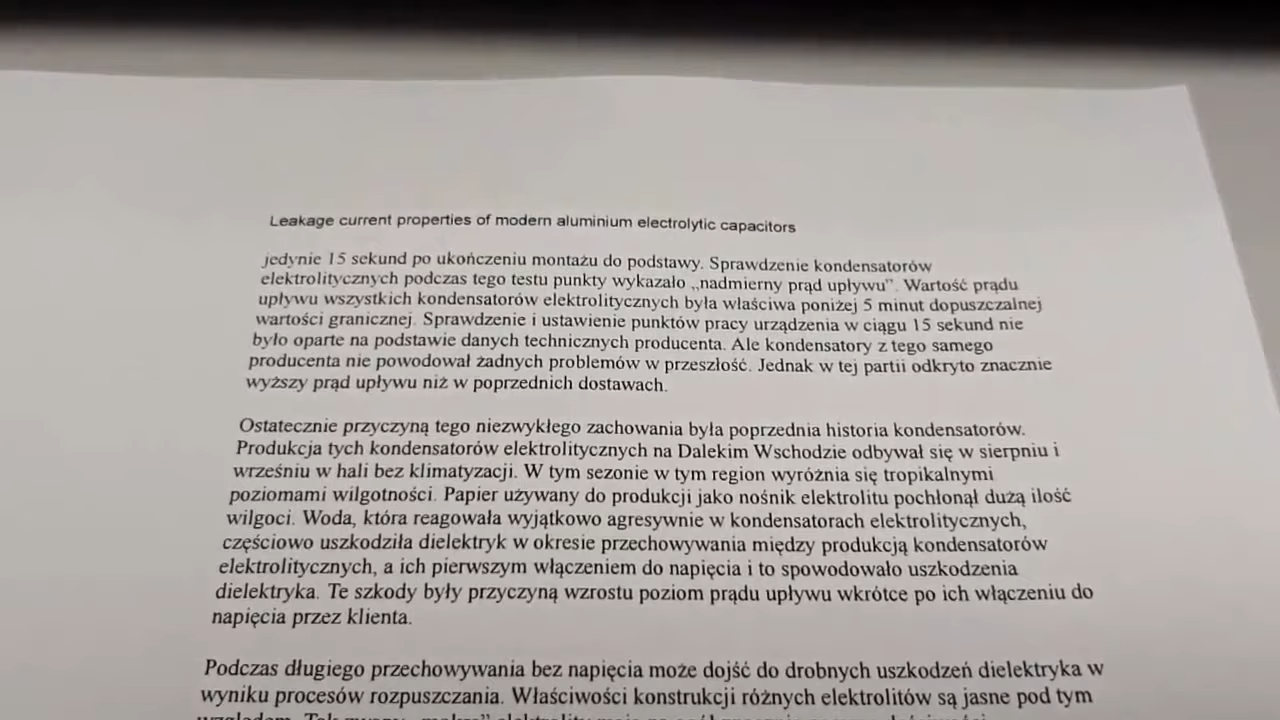 Leakage current properties of modern aluminium electrolytic capacitors
jedynie 15 sekund po ukończeniu montażu do podstawy. Sprawdzenie kondensatorów
elektrolitycznych podczas tego testu punkty wykazało „nadmierny prąd upływu”. Wartość prądu
upływu wszystkich kondensatorów elektrolitycznych była właściwa poniżej 5 minut dopuszczalnej
wartości granicznej. Sprawdzenie i ustawienie punktów pracy urządzenia w ciągu 15 sekund nie
było oparte na podstawie danych technicznych producenta. Ale kondensatory z tego samego
producenta nie powodował żadnych problemów w przeszłość. Jednak w tej partii odkryto znacznie
wyższy prąd upływu niż w poprzednich dostawach.
Ostatecznie przyczyną tego niezwykłego zachowania była poprzednia historia kondensatorów.
Produkcja tych kondensatorów elektrolitycznych na Dalekim Wschodzie odbywał się w sierpniu i
wrześniu w hali bez klimatyzacji. W tym sezonie w tym region wyróżnia się tropikalnymi
poziomami wilgotności. Papier używany do produkcji jako nośnik elektrolitu pochłonął dużą ilość
wilgoci. Woda, która reagowała wyjątkowo agresywnie w kondensatorach elektrolitycznych,
częściowo uszkodziła dielektryk w okresie przechowywania między produkcją kondensatorów
elektrolitycznych, a ich pierwszym włączeniem do napięcia i to spowodowało uszkodzenia
dielektryka. Te szkody były przyczyną wzrostu poziom prądu upływu wkrótce po ich włączeniu do
napięcia przez klienta.
Podczas długiego przechowywania bez napięcia może dojść do drobnych uszkodzeń dielektryka w
wyniku procesów rozpuszczania. Właściwości konstrukcji różnych elektrolitów są jasne pod tym